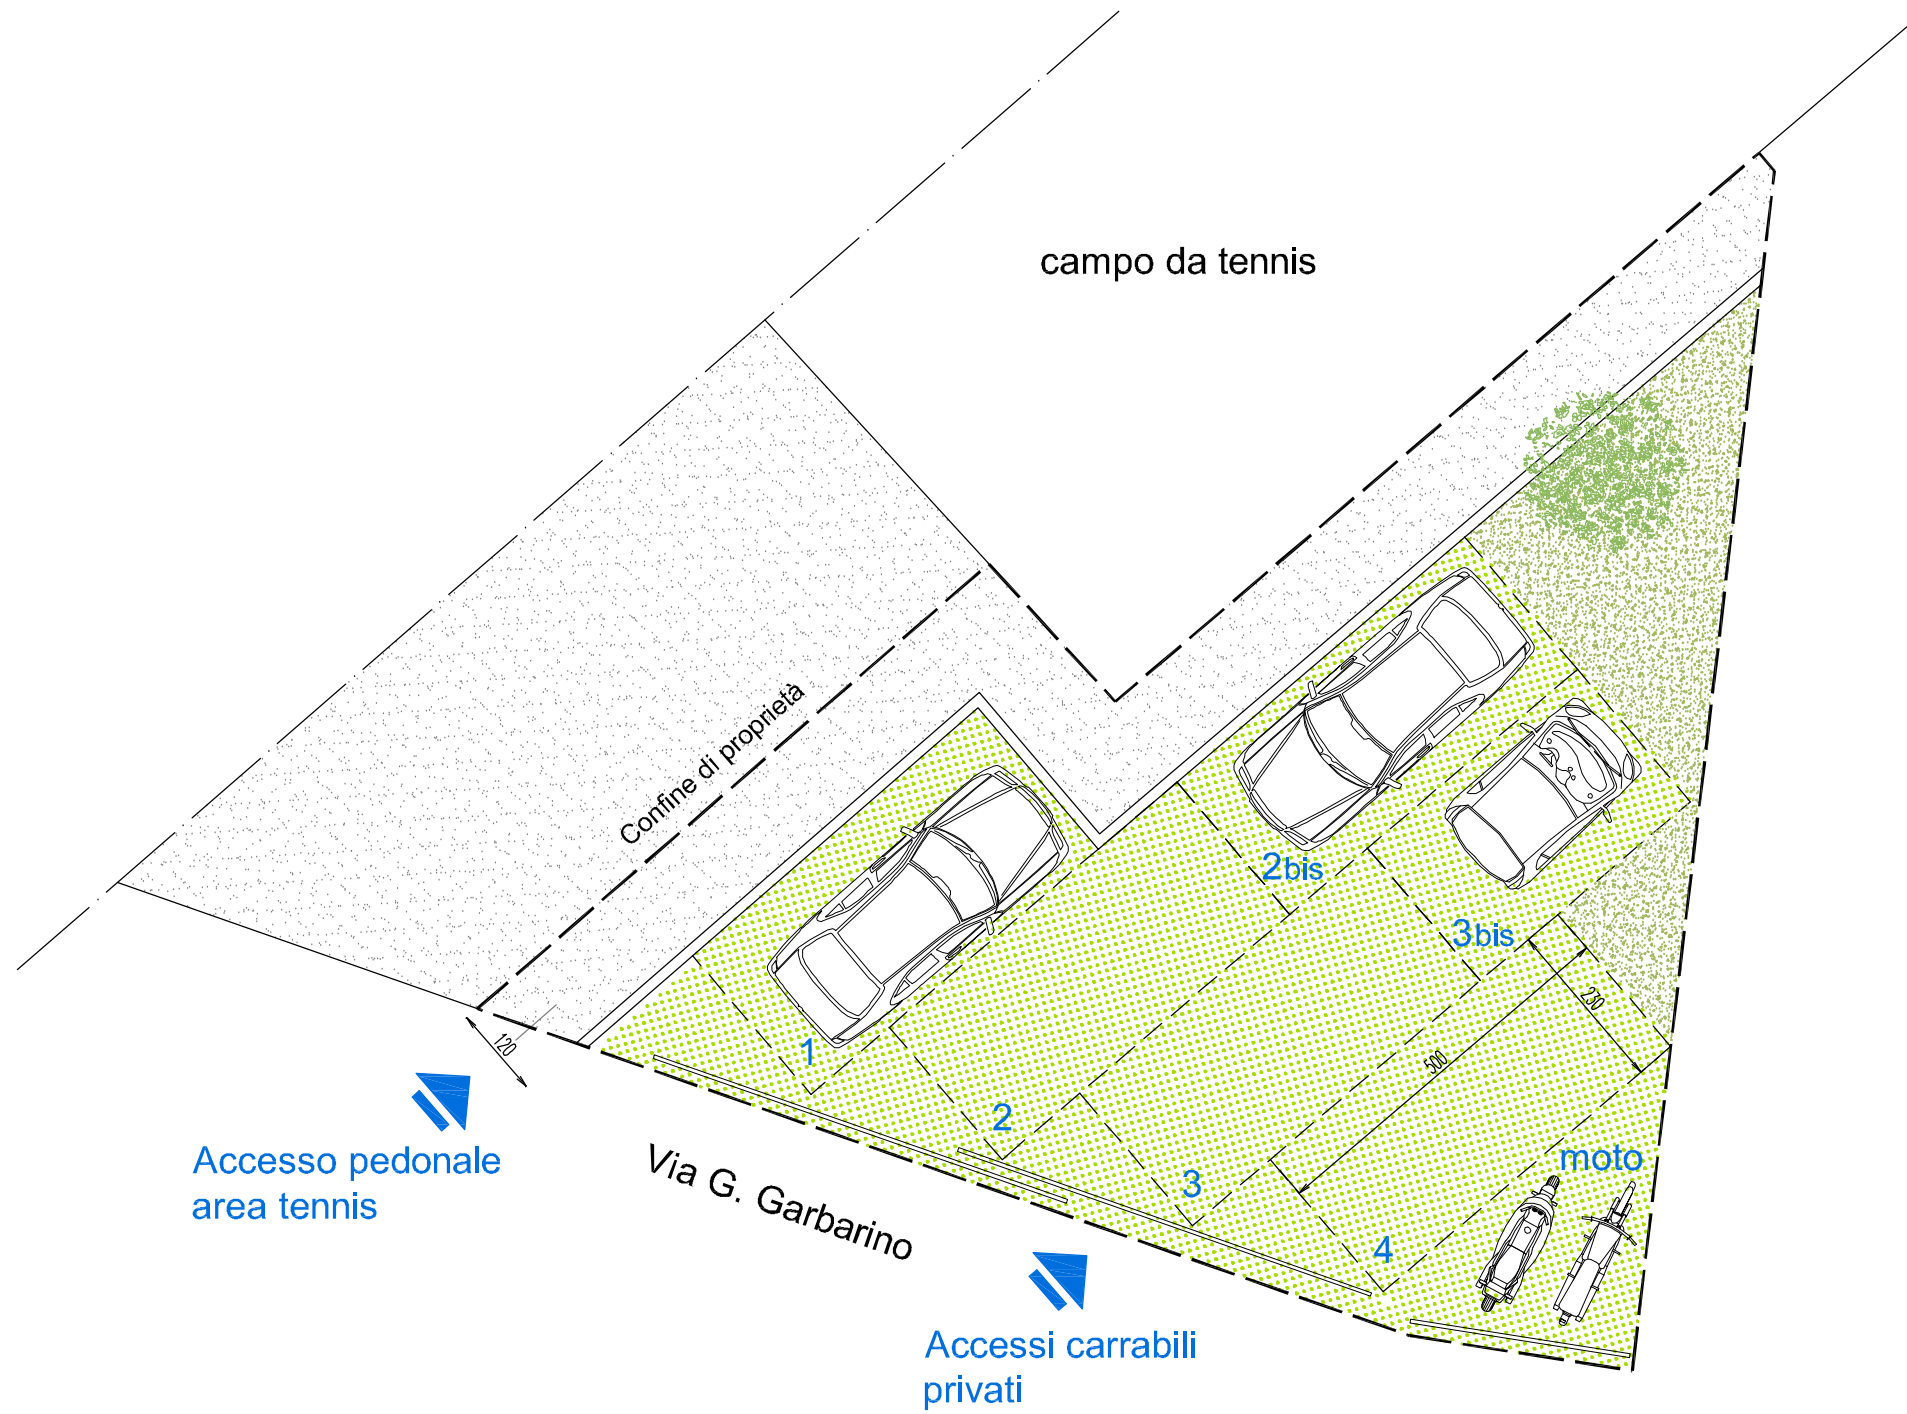 campo da tennis
Confine di proprietà
2bis
3bis
230
500
120
1
2
3
4
moto
Accesso pedonale
area tennis
Via G. Garbarino
Accessi carrabili
privati